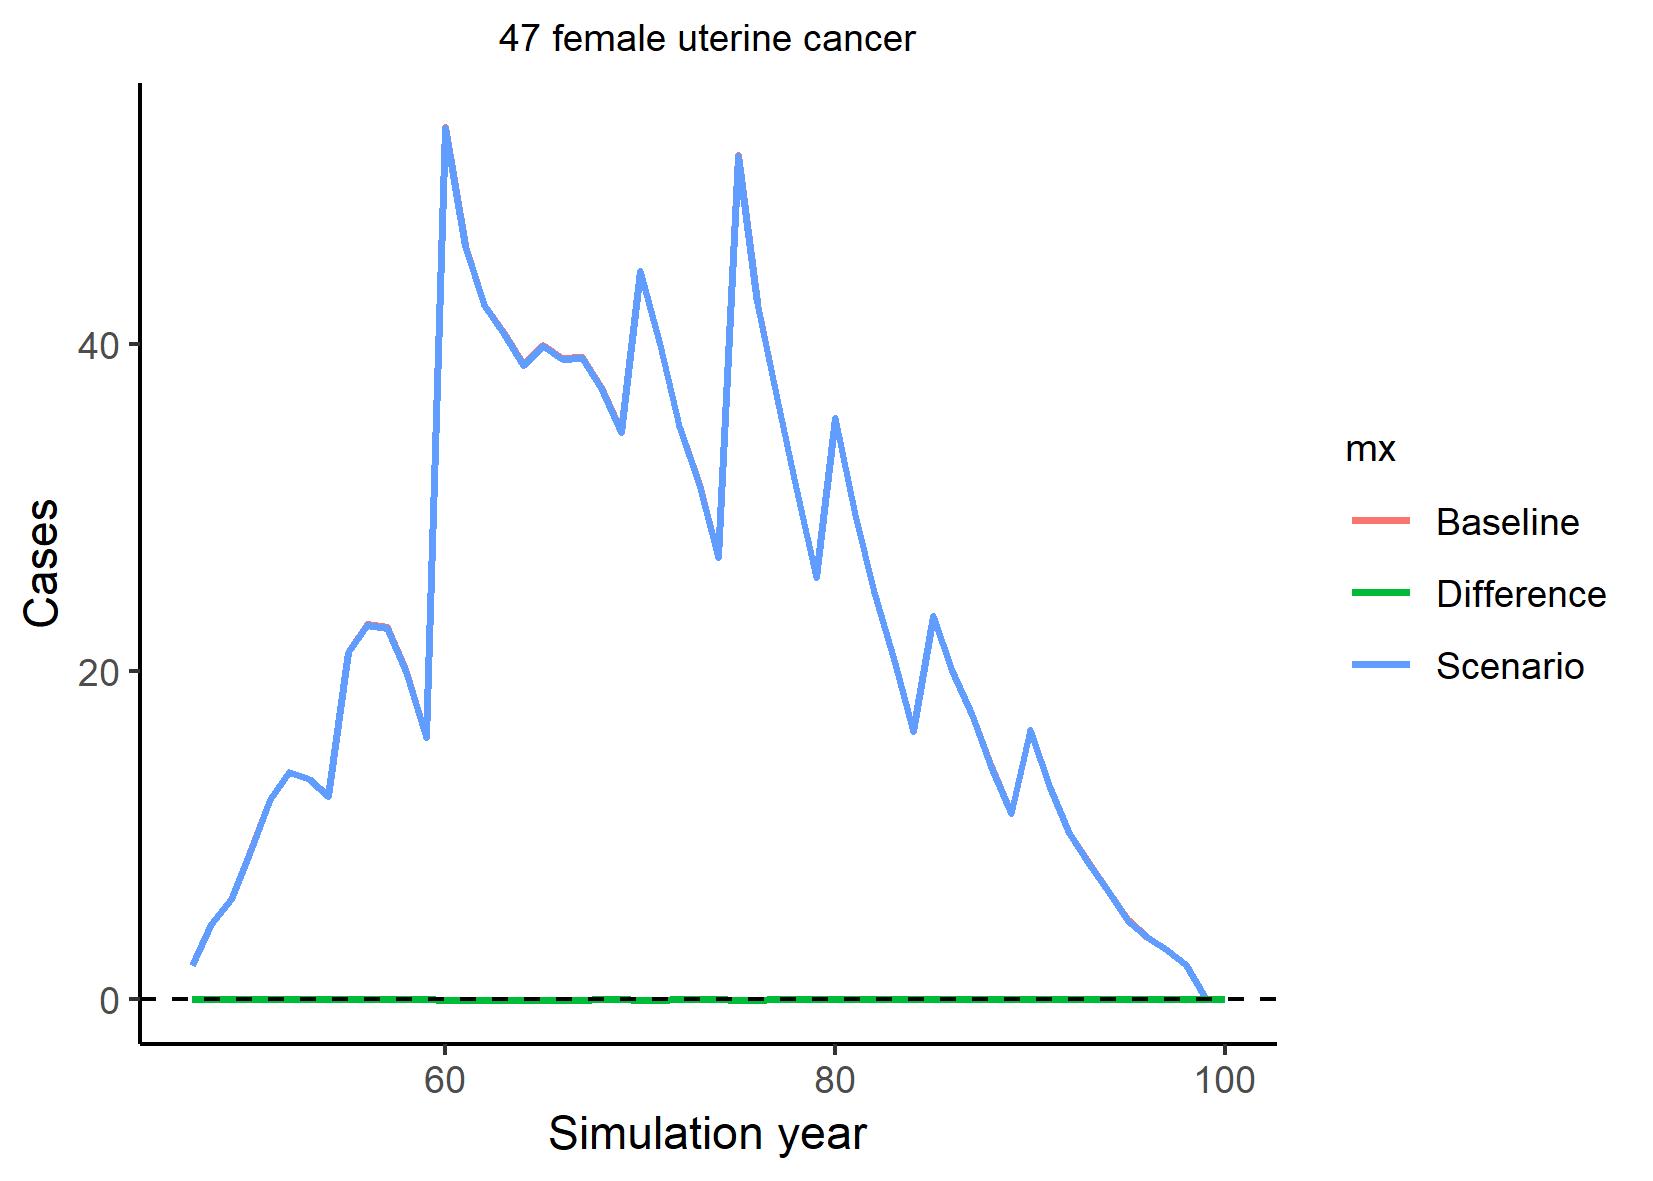 47 female uterine cancer
Cases
40
20
0
60
80
100
Simulation year
mx
Baseline
Difference
Scenario